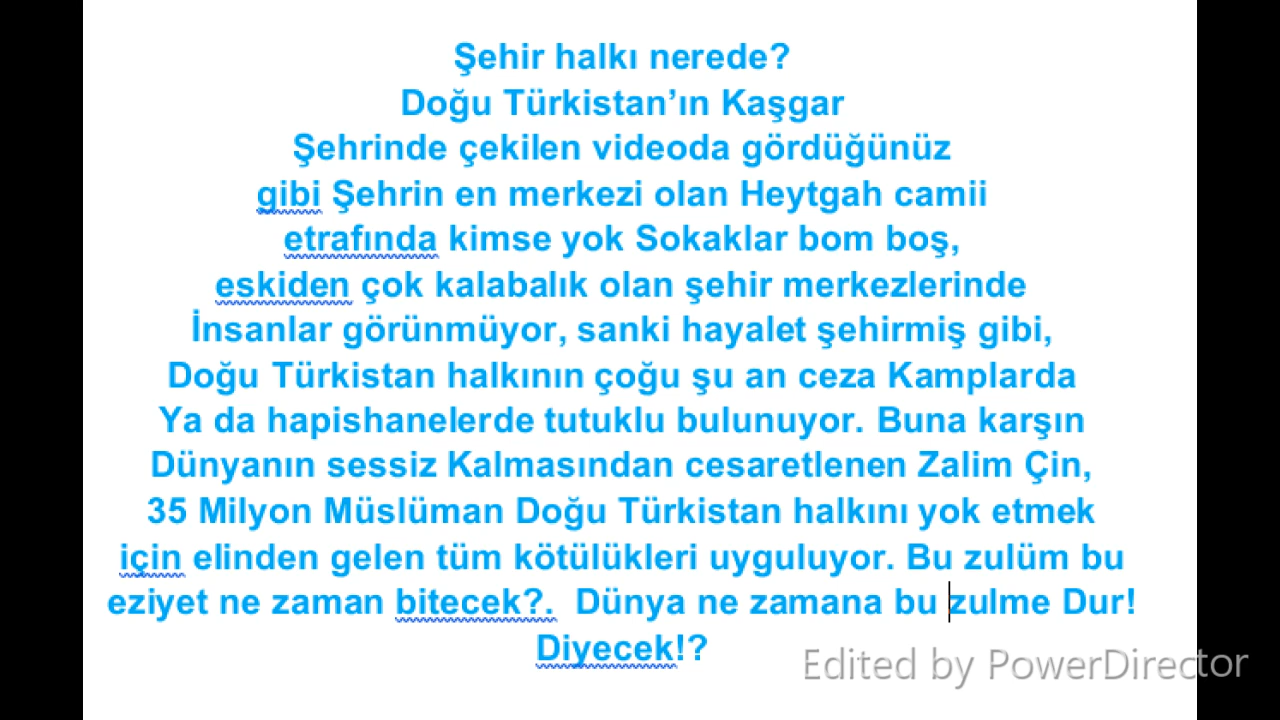 Şehir halkı nerede?
Doğu Türkistan’ın Kaşgar
Şehrinde çekilen videoda gördüğünüz
gibi Şehrin en merkezi olan Heytgah camii
etrafında kimse yok Sokaklar bom boş,
eskiden çok kalabalık olan şehir merkezlerinde
İnsanlar görünmüyor, sanki hayalet şehirmiş gibi,
Doğu Türkistan halkının çoğu şu an ceza Kamplarda
Ya da hapishanelerde tutuklu bulunuyor. Buna karşın
Dünyanın sessiz Kalmasından cesaretlenen Zalim Çin,
35 Milyon Müslüman Doğu Türkistan halkını yok etmek
için elinden gelen tüm kötülükleri uyguluyor. Bu zulüm bu
eziyet ne zaman bitecek?.  Dünya ne zamana bu zulme Dur!
Diyecek!?
Edited by PowerDirector